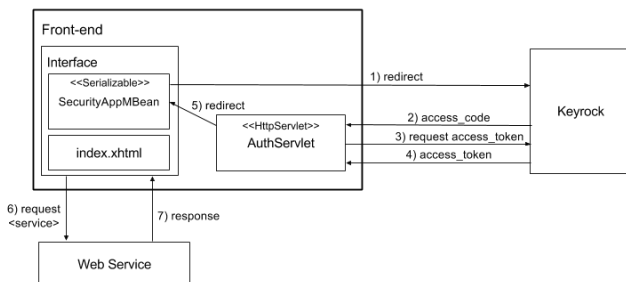 Front-end
Interface
<<Serializable>>
SecurityAppMBean
index.xhtml
1) redirect
5) redirect
<<HttpServlet>>
AuthServlet
2) access_code
3) request access_token
4) access_token
Keyrock
6) request
<service>
7) response
Web Service